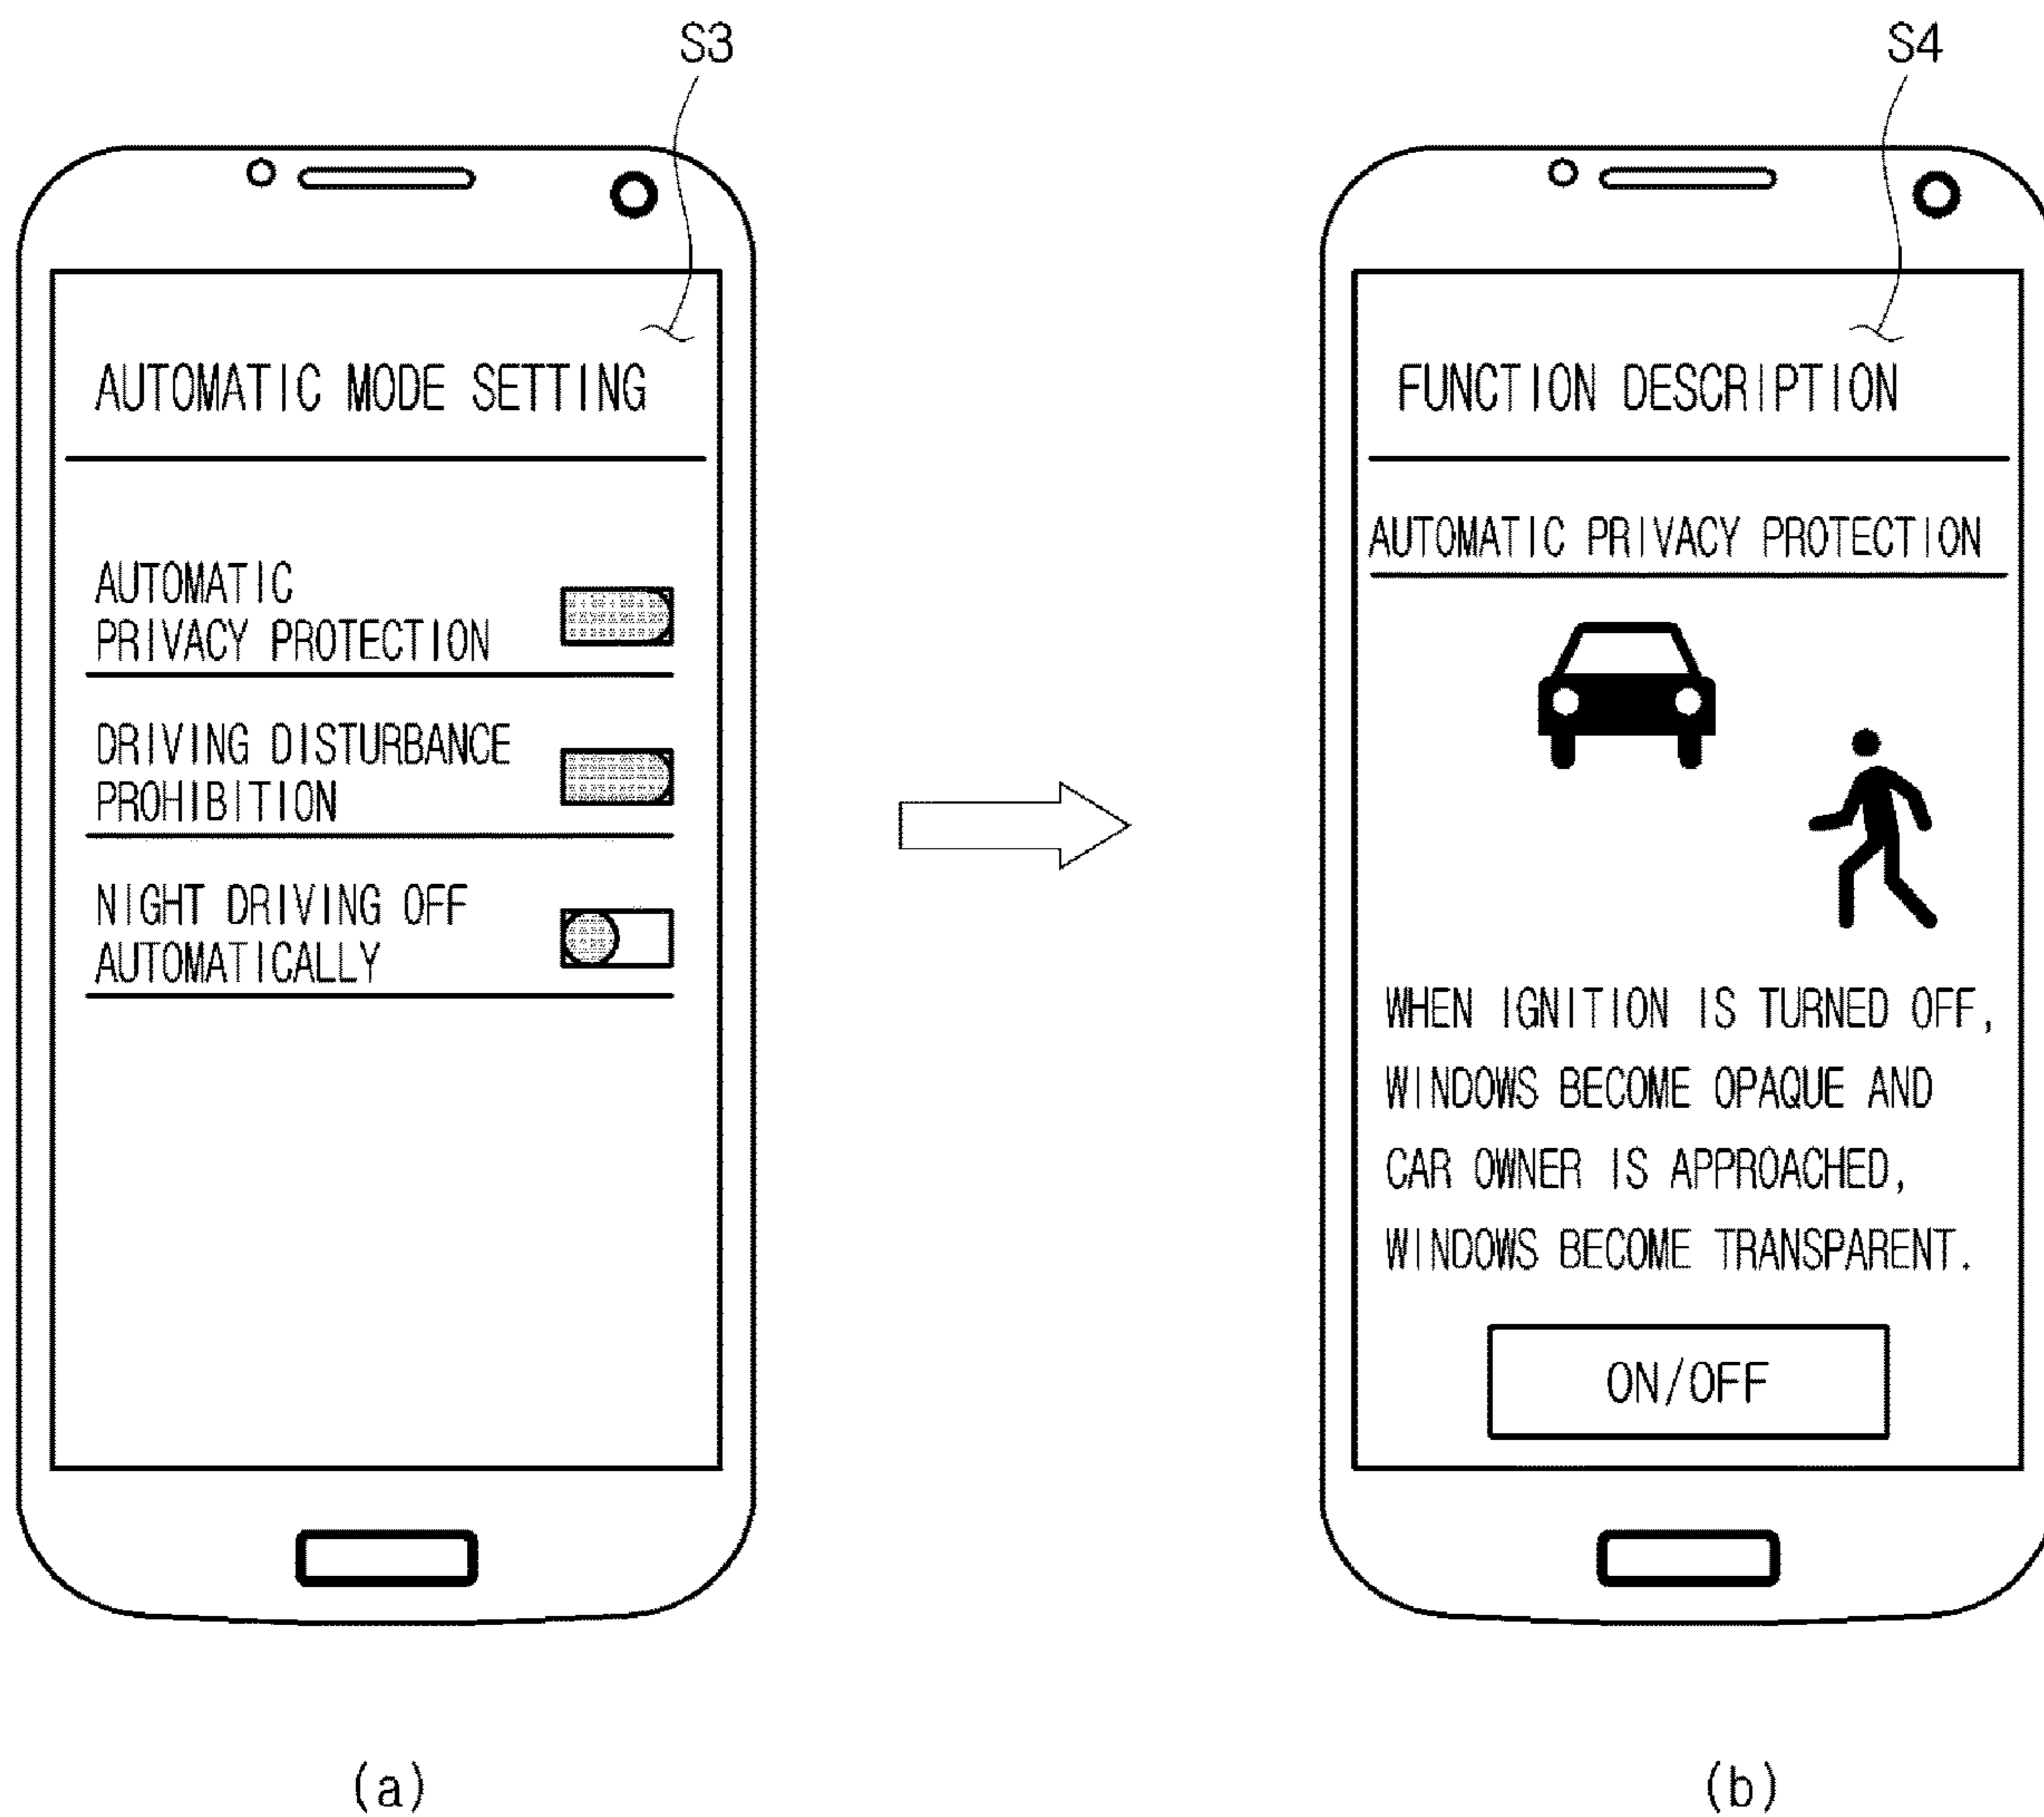 S3
AUTOMATIC MODE SETTING
AUTOMATIC
PRIVACY PROTECTION
DRIVING DISTURBANCE
PROHIBITION
NIGHT DRIVING OFF
AUTOMATICALLY
(a)
S4
FUNCTION DESCRIPTION
AUTOMATIC PRIVACY PROTECTION
WHEN IGNITION IS TURNED OFF,
WINDOWS BECOME OPAQUE AND
CAR OWNER IS APPROACHED,
WINDOWS BECOME TRANSPARENT.
ON/OFF
(b)